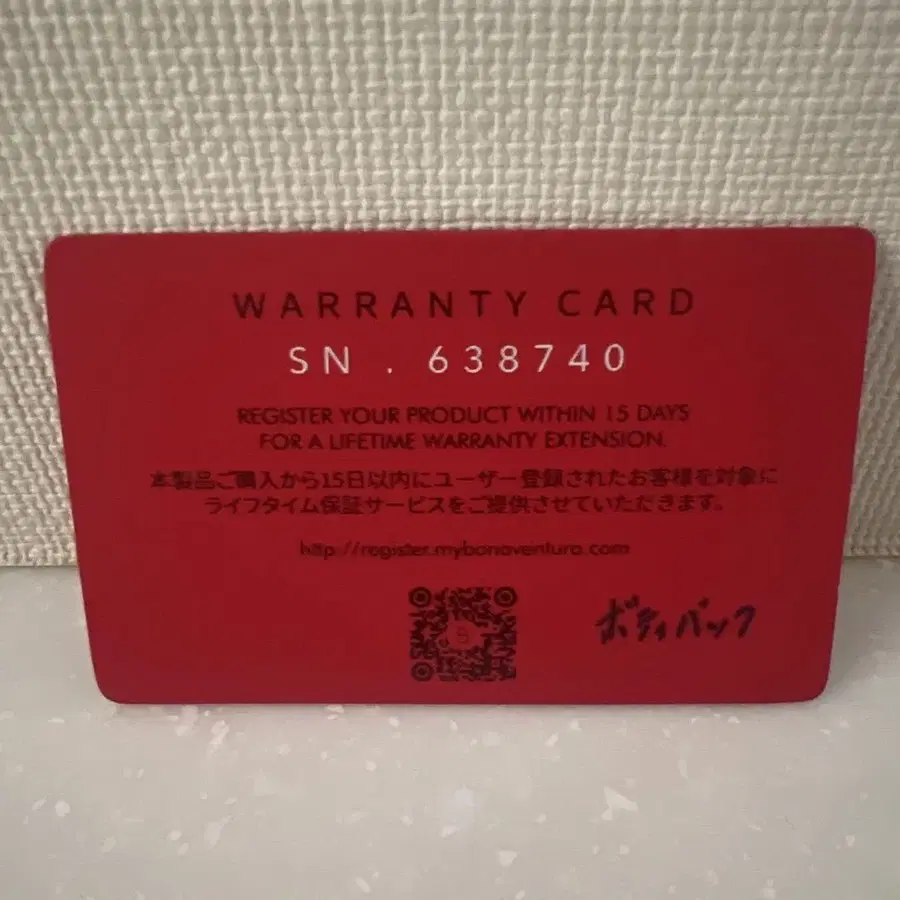 WARRANTY CARD
SN . 638740
REGISTER YOUR PRODUCT WITHIN 15 DAYS
FOR A LIFETIME WARRANTY EXTENSION.
本製品ご購入から15日以内にユーザー登録されたお客様を対象に
ライフタイム保証サービスをご提供させていただきます。
http://register.mybonaventura.com
B
ボディバッグ